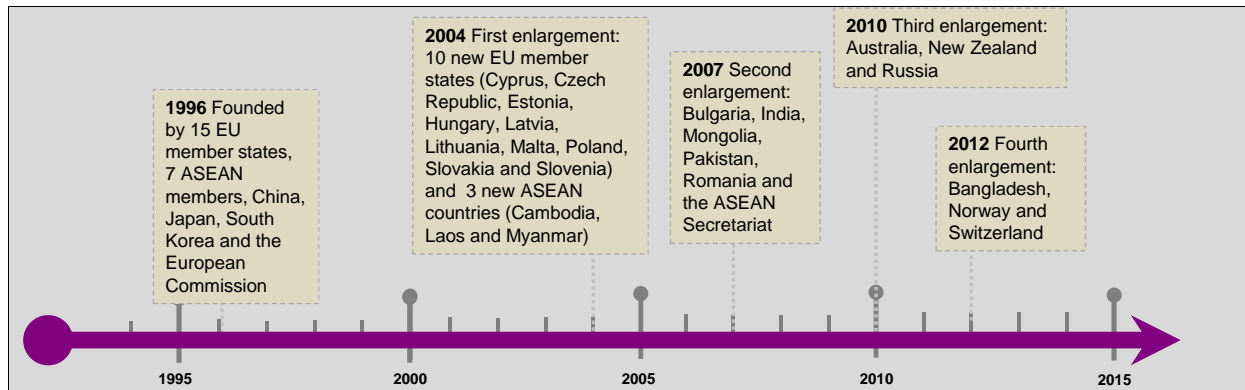 1996 Founded
by 15 EU
member states,
7 ASEAN
members, China,
Japan, South
Korea and the
European
Commission
2004 First enlargement:
10 new EU member
states (Cyprus, Czech
Republic, Estonia,
Hungary, Latvia,
Lithuania, Malta, Poland,
Slovakia and Slovenia)
and 3 new ASEAN
countries (Cambodia,
Laos and Myanmar)
2007 Second
enlargement:
Bulgaria, India,
Mongolia,
Pakistan,
Romania and
the ASEAN
Secretariat
2010 Third enlargement:
Australia, New Zealand
and Russia
2012 Fourth
enlargement:
Bangladesh,
Norway and
Switzerland
1995
2000
2005
2010
2015